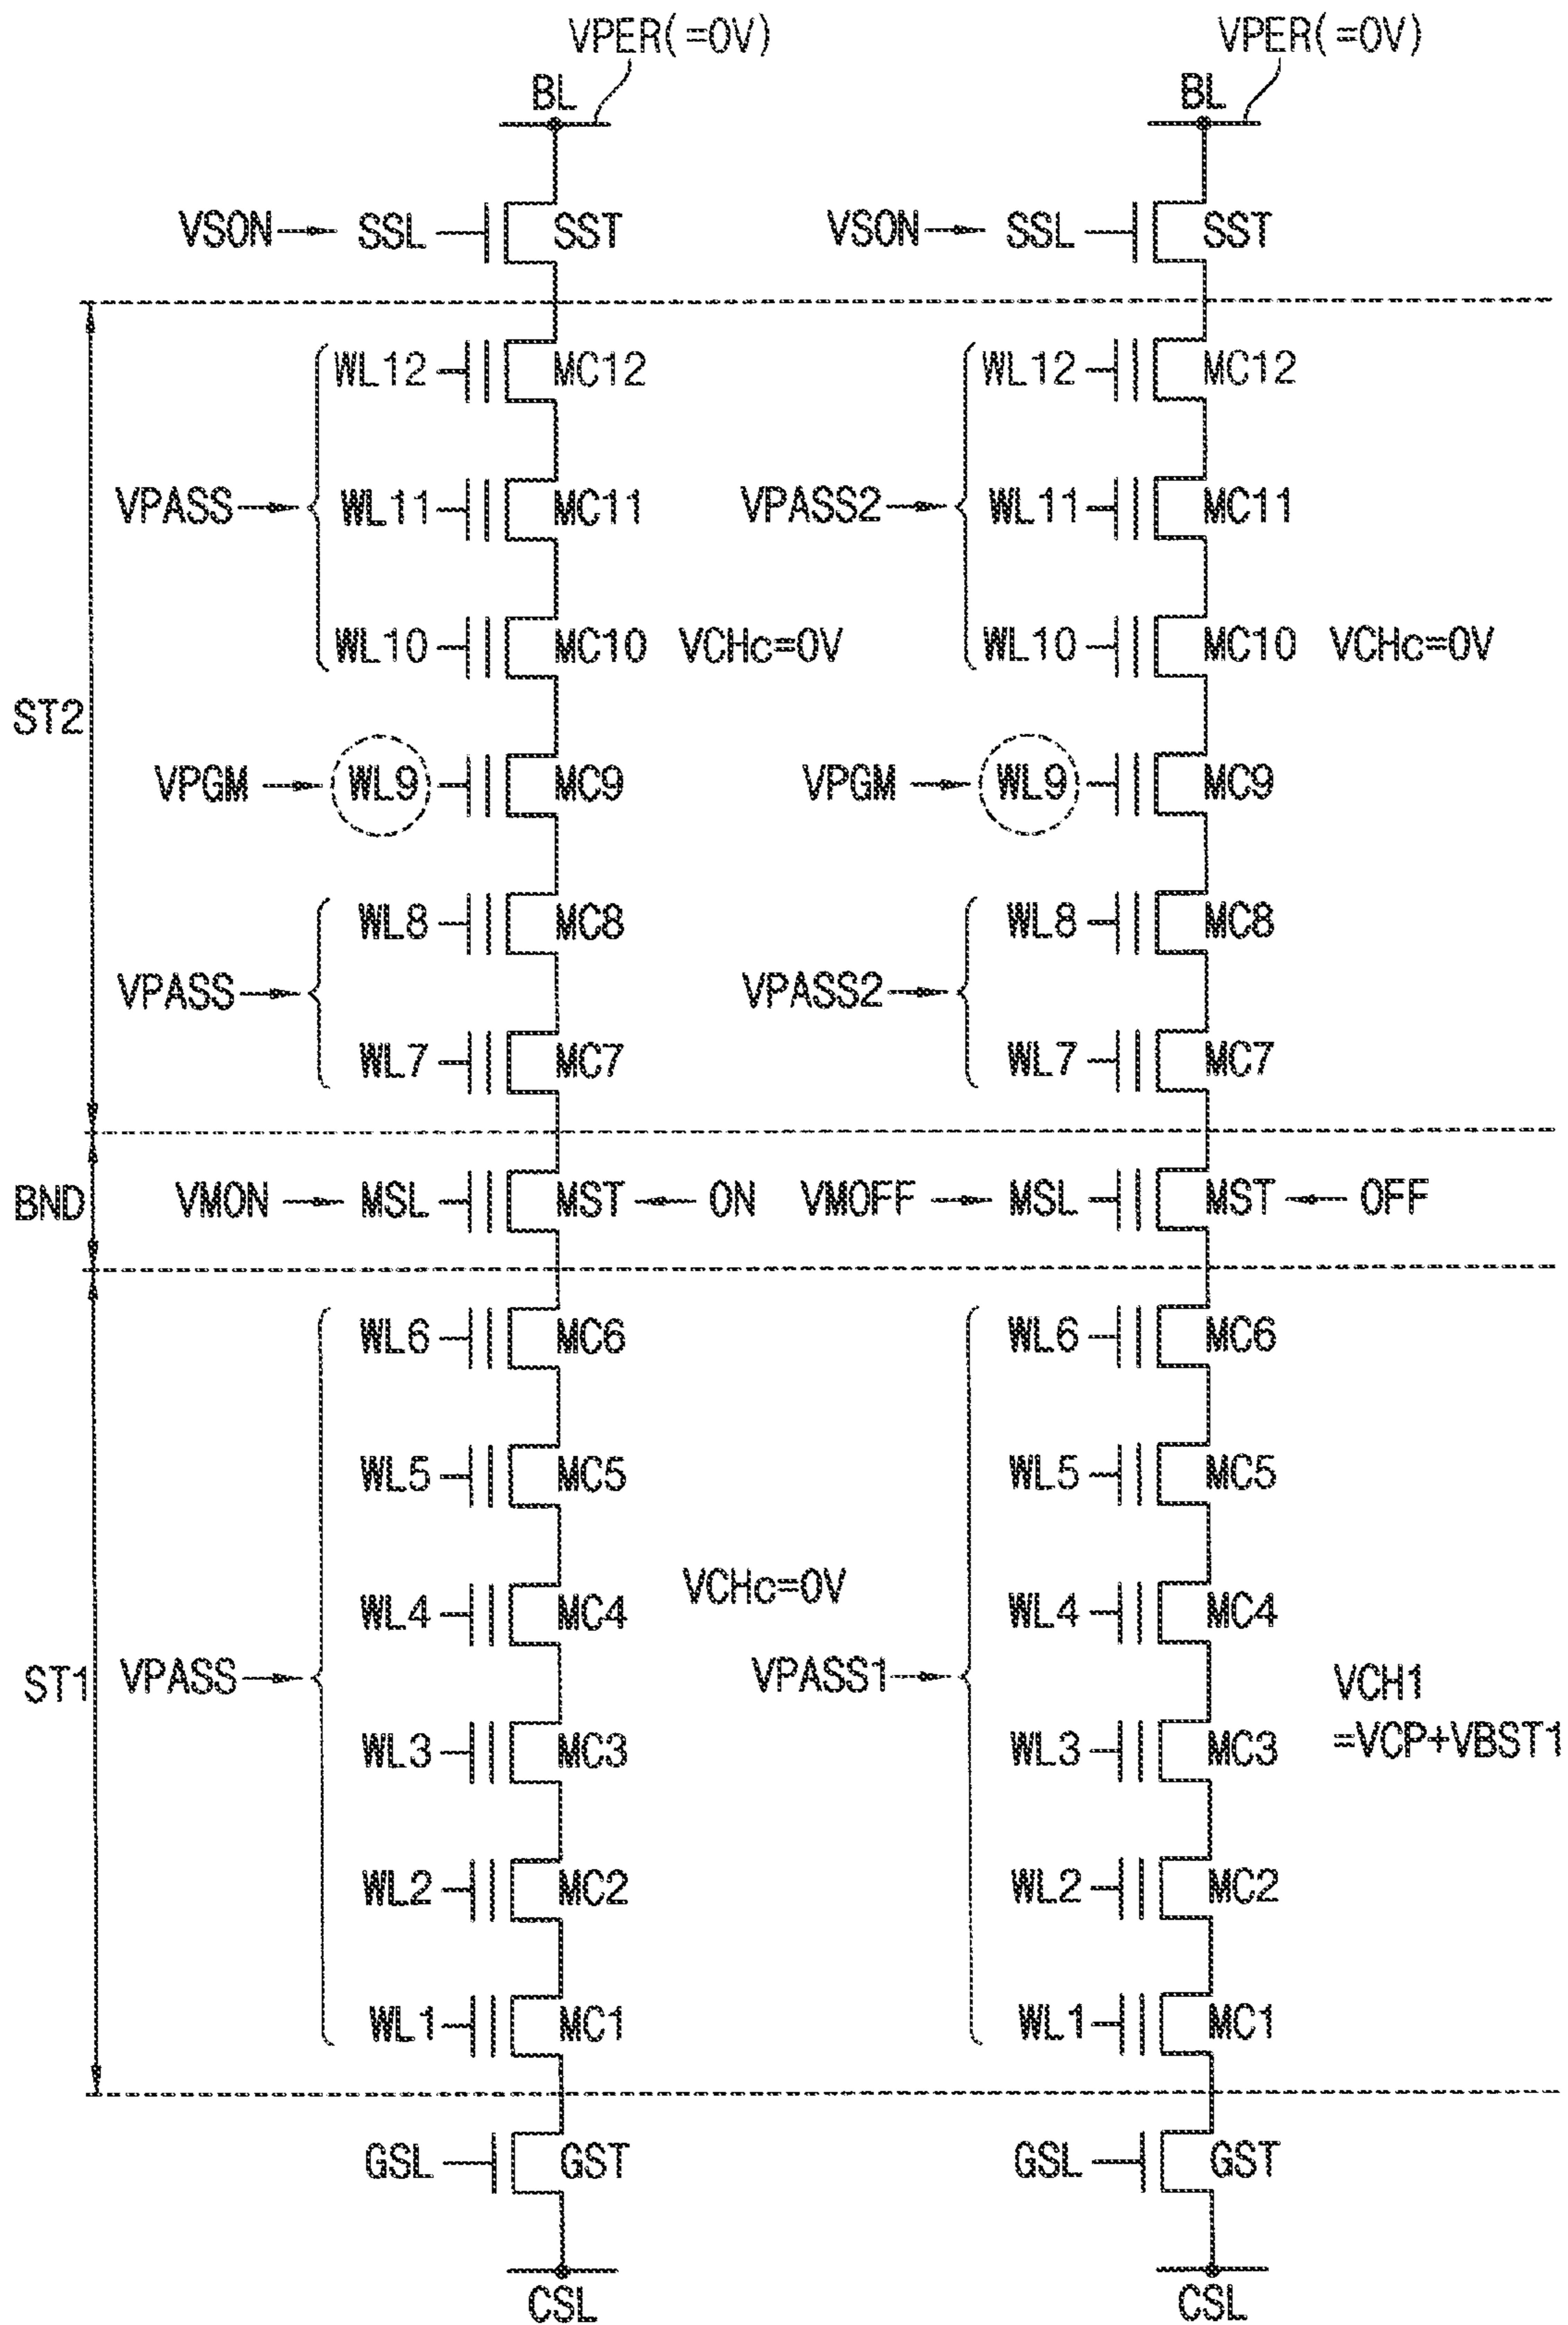 VPER(=0V) VPER(=0V)
BL BL
VSON SSL SST VSON SSL SST
WL12 MC12 WL12 MC12
VPASS WL11 MC11 VPASS2 WL11 MC11
WL10 MC10 VCHc=0V WL10 MC10 VCHc=0V
ST2
VPGM WL9 MC9 VPGM WL9 MC9
WL8 MC8 WL8 MC8
VPASS VPASS2
WL7 MC7 WL7 MC7
BND VMON MSL MST ON VMOFF MSL MST OFF
WL6 MC6 WL6 MC6
WL5 MC5 WL5 MC5
VCHc=0V
WL4 MC4 WL4 MC4
ST1 VPASS VPASS1 VCH1
=VCP+VBST1
WL3 MC3 WL3 MC3
WL2 MC2 WL2 MC2
WL1 MC1 WL1 MC1
GSL GST GSL GST
CSL CSL